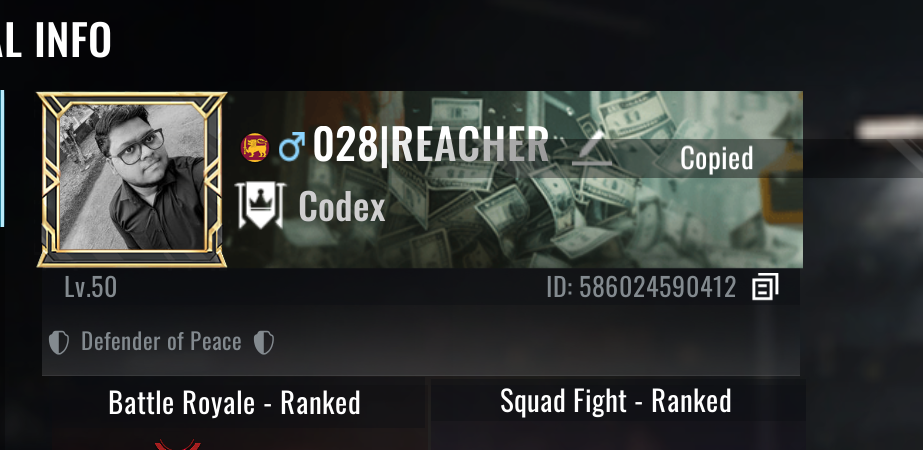 AL INFO
028|REACHER
Copied
Codex
Lv.50
ID: 586024590412
Defender of Peace
Battle Royale - Ranked
Squad Fight - Ranked